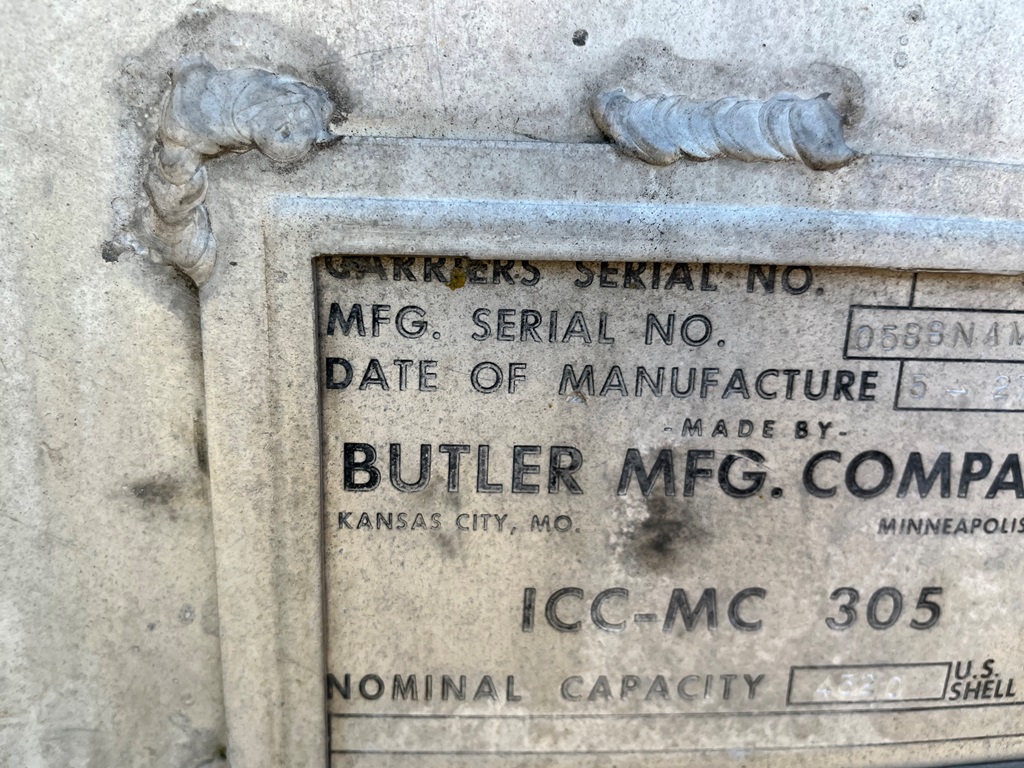 CARRIERS SERIAL NO.
MFG. SERIAL NO.
DATE OF MANUFACTURE 5 -
-MADE BY-
BUTLER MFG. COMPA
KANSAS CITY, MO. MINNEAPOLIS
ICC-MC 305
NOMINAL CAPACITY U.S. SHELL